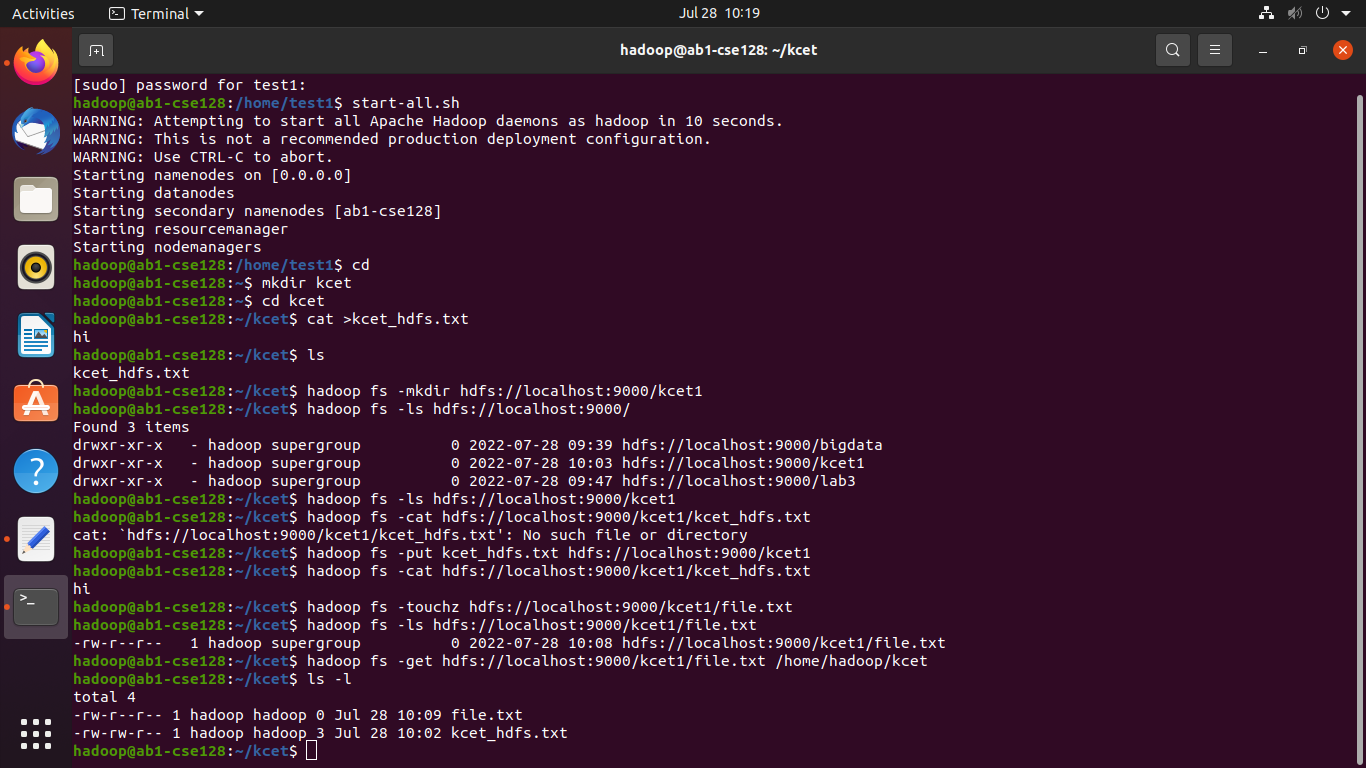 Activities Terminal Jul 28 10:19
hadoop@ab1-cse128: ~/kcet
[sudo] password for test1:
hadoop@ab1-cse128:/home/test1$ start-all.sh
WARNING: Attempting to start all Apache Hadoop daemons as hadoop in 10 seconds.
WARNING: This is not a recommended production deployment configuration.
WARNING: Use CTRL-C to abort.
Starting namenodes on [0.0.0.0]
Starting datanodes
Starting secondary namenodes [ab1-cse128]
Starting resourcemanager
Starting nodemanagers
hadoop@ab1-cse128:/home/test1$ cd
hadoop@ab1-cse128:~$ mkdir kcet
hadoop@ab1-cse128:~$ cd kcet
hadoop@ab1-cse128:~/kcet$ cat >kcet_hdfs.txt
hi
hadoop@ab1-cse128:~/kcet$ ls
kcet_hdfs.txt
hadoop@ab1-cse128:~/kcet$ hadoop fs -mkdir hdfs://localhost:9000/kcet1
hadoop@ab1-cse128:~/kcet$ hadoop fs -ls hdfs://localhost:9000/
Found 3 items
drwxr-xr-x   - hadoop supergroup          0 2022-07-28 09:39 hdfs://localhost:9000/bigdata
drwxr-xr-x   - hadoop supergroup          0 2022-07-28 10:03 hdfs://localhost:9000/kcet1
drwxr-xr-x   - hadoop supergroup          0 2022-07-28 09:47 hdfs://localhost:9000/lab3
hadoop@ab1-cse128:~/kcet$ hadoop fs -ls hdfs://localhost:9000/kcet1
hadoop@ab1-cse128:~/kcet$ hadoop fs -cat hdfs://localhost:9000/kcet1/kcet_hdfs.txt
cat: `hdfs://localhost:9000/kcet1/kcet_hdfs.txt': No such file or directory
hadoop@ab1-cse128:~/kcet$ hadoop fs -put kcet_hdfs.txt hdfs://localhost:9000/kcet1
hadoop@ab1-cse128:~/kcet$ hadoop fs -cat hdfs://localhost:9000/kcet1/kcet_hdfs.txt
hi
hadoop@ab1-cse128:~/kcet$ hadoop fs -touchz hdfs://localhost:9000/kcet1/file.txt
hadoop@ab1-cse128:~/kcet$ hadoop fs -ls hdfs://localhost:9000/kcet1/file.txt
-rw-r--r--   1 hadoop supergroup          0 2022-07-28 10:08 hdfs://localhost:9000/kcet1/file.txt
hadoop@ab1-cse128:~/kcet$ hadoop fs -get hdfs://localhost:9000/kcet1/file.txt /home/hadoop/kcet
hadoop@ab1-cse128:~/kcet$ ls -l
total 4
-rw-r--r-- 1 hadoop hadoop 0 Jul 28 10:09 file.txt
-rw-rw-r-- 1 hadoop hadoop 3 Jul 28 10:02 kcet_hdfs.txt
hadoop@ab1-cse128:~/kcet$